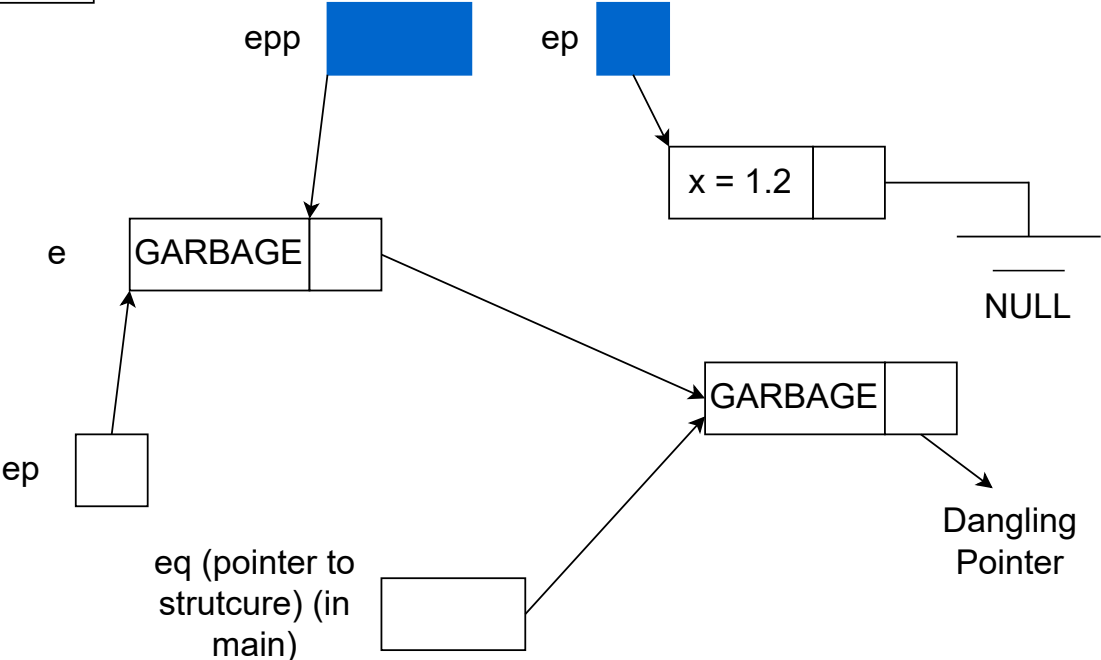 epp
ep
x = 1.2
e
GARBAGE
NULL
GARBAGE
ep
Dangling
Pointer
eq (pointer to
strutcure) (in
main)